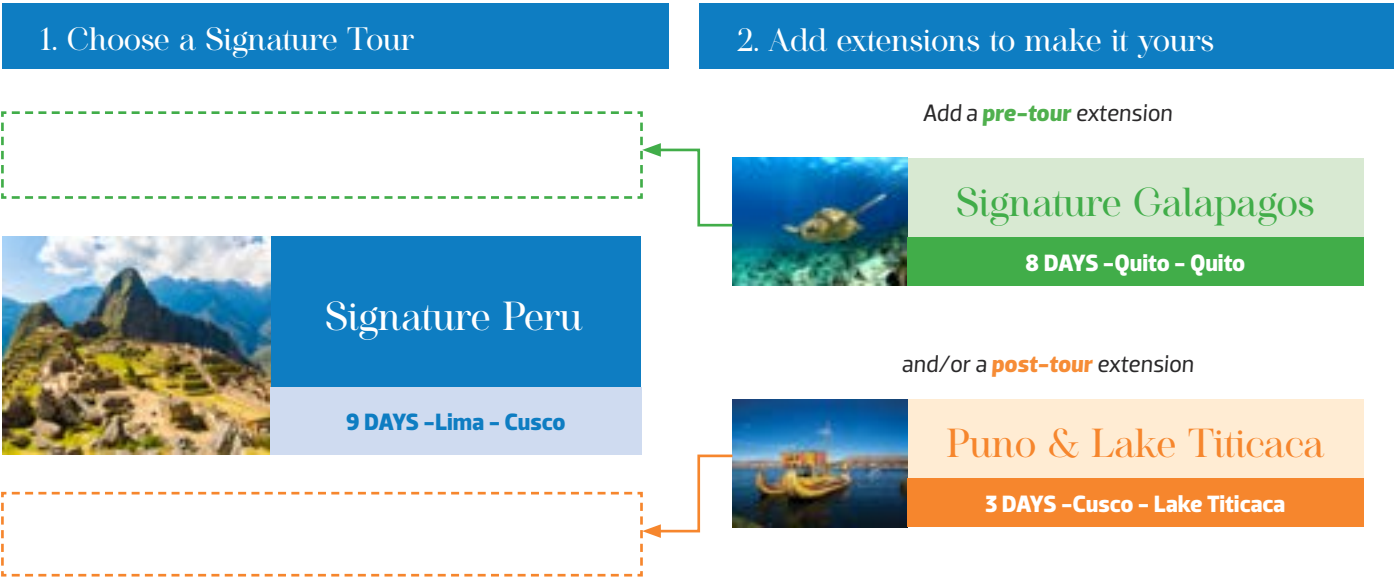 1. Choose a Signature Tour
2. Add extensions to make it yours
Add a pre-tour extension
Signature Galapagos
8 DAYS -Quito - Quito
Signature Peru
9 DAYS -Lima - Cusco
and/or a post-tour extension
Puno & Lake Titicaca
3 DAYS -Cusco - Lake Titicaca